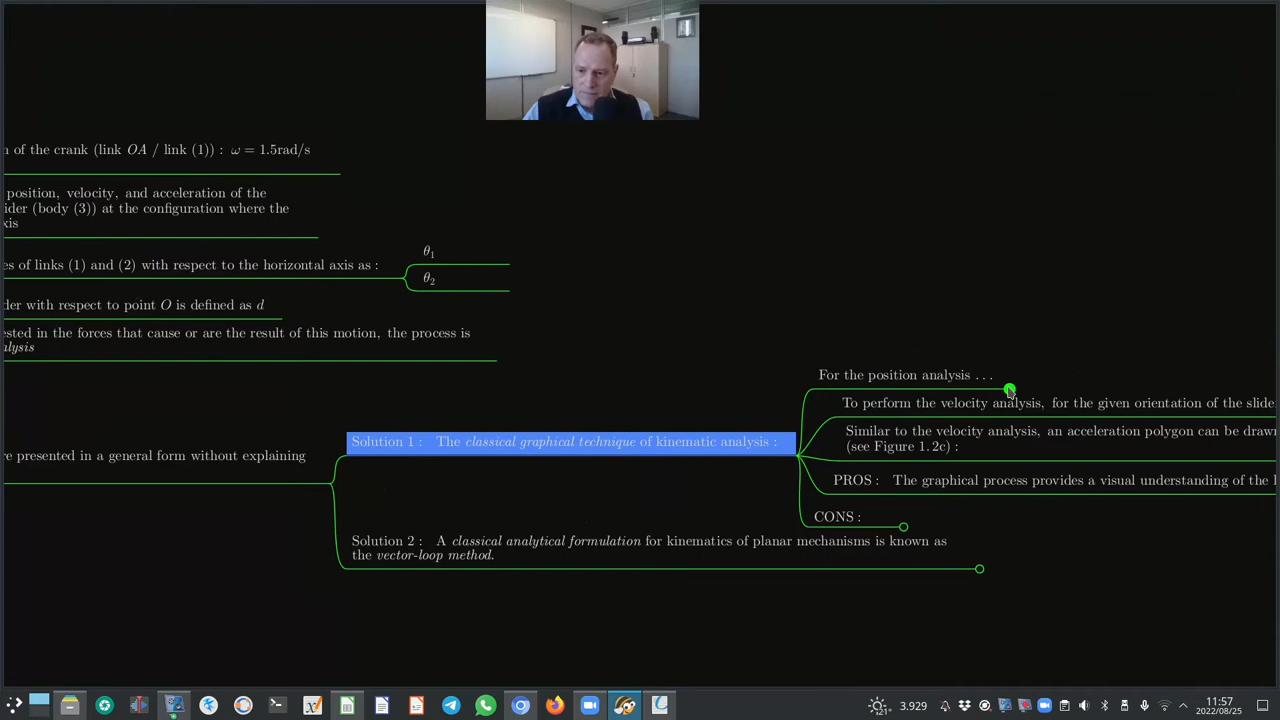 n of the crank (link OA / link (1)) : ω = 1.5rad/s
position, velocity, and acceleration of the
ider (body (3)) at the configuration where the
xis
θ1
es of links (1) and (2) with respect to the horizontal axis as :
θ2
der with respect to point O is defined as d
ested in the forces that cause or are the result of this motion, the process is
alysis
For the position analysis . . .
To perform the velocity analysis, for the given orientation of the slide
Similar to the velocity analysis, an acceleration polygon can be drawn
(see Figure 1.2c) :
Solution 1 : The classical graphical technique of kinematic analysis :
re presented in a general form without explaining
PROS : The graphical process provides a visual understanding of the
CONS :
Solution 2 : A classical analytical formulation for kinematics of planar mechanisms is known as
the vector-loop method.
3.929
11:57
2022/08/25